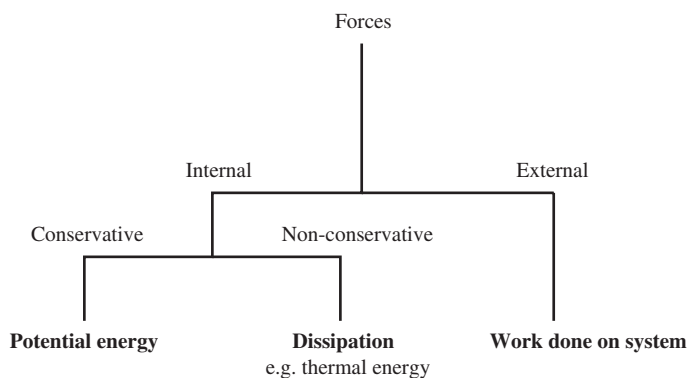 Forces
Internal
External
Conservative
Non-conservative
Potential energy
Dissipation
Work done on system
e.g. thermal energy